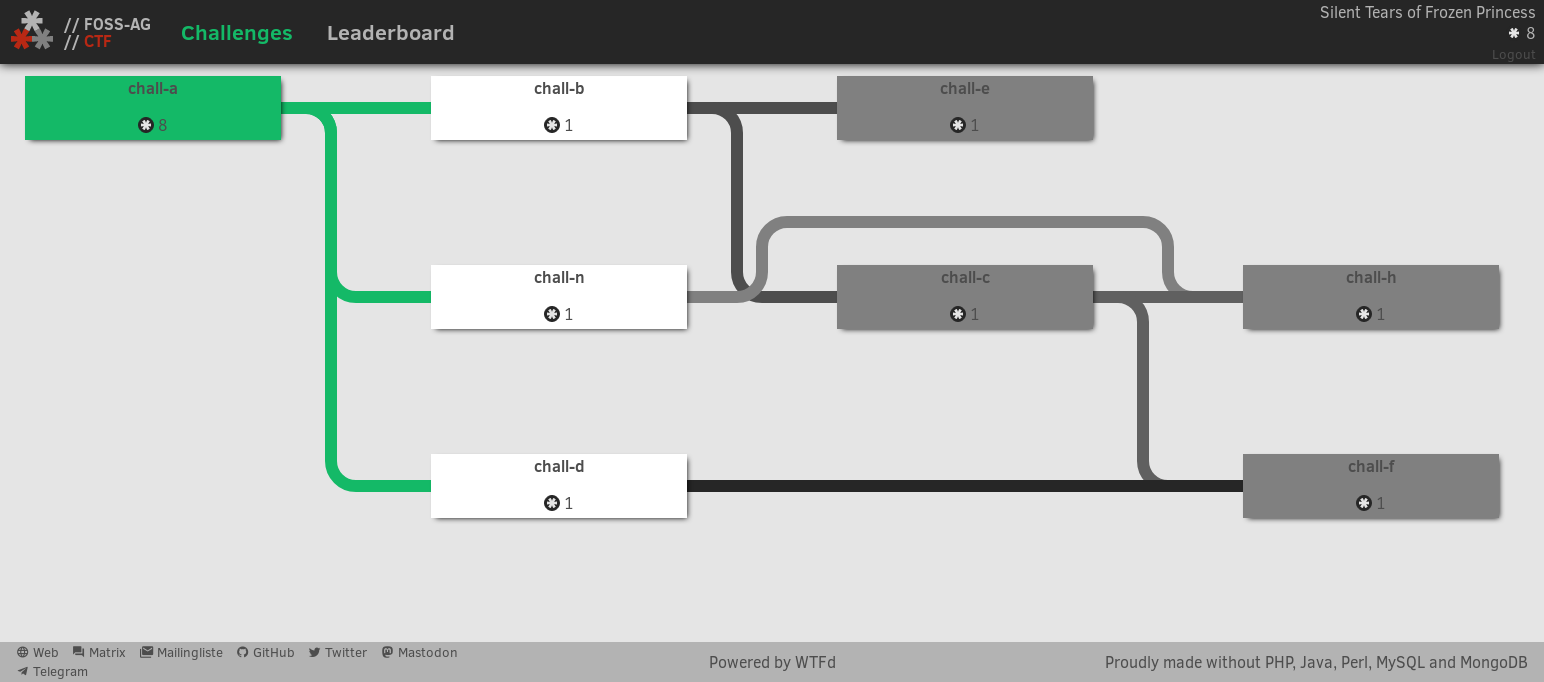 // FOSS-AG
// CTF
Challenges
Leaderboard
Silent Tears of Frozen Princess
8
Logout
chall-a
8
chall-b
1
chall-e
1
chall-n
1
chall-c
1
chall-h
1
chall-d
1
chall-f
1
Web Matrix Mailingliste GitHub Twitter Mastodon
Telegram
Powered by WTFd
Proudly made without PHP, Java, Perl, MySQL and MongoDB